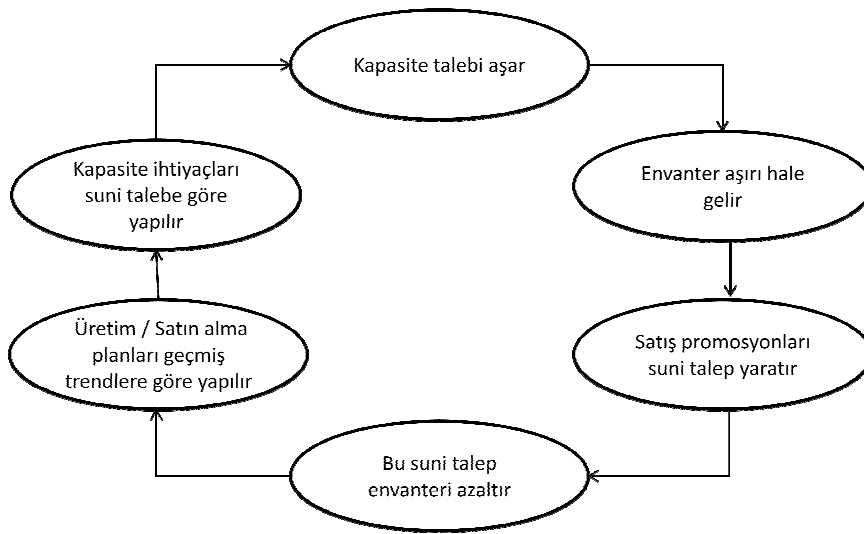 Kapasite talebi aşar
Envanter aşırı hale
gelir
Satış promosyonları
suni talep yaratır
Bu suni talep
envanteri azaltır
Üretim / Satın alma
planları geçmiş
trendlere göre yapılır
Kapasite ihtiyaçları
suni talebe göre
yapılır